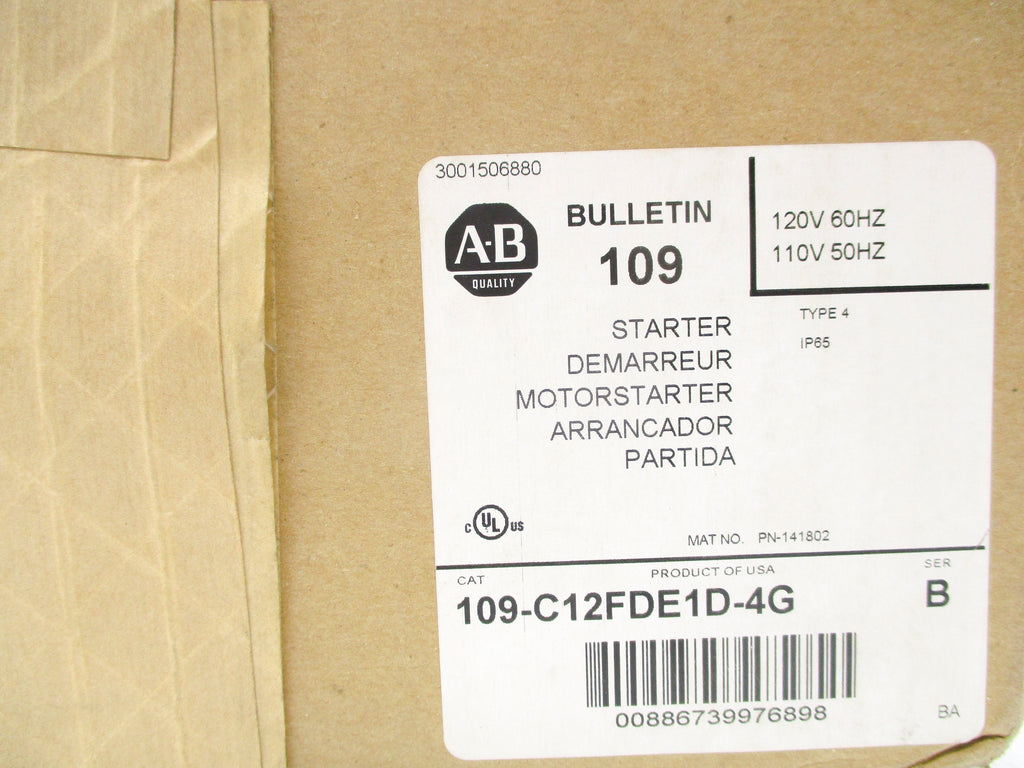 3001506880
A-B
QUALITY
BULLETIN
109
120V 60HZ
110V 50HZ
TYPE 4
IP65
STARTER
DEMARREUR
MOTORSTARTER
ARRANCADOR
PARTIDA
C UL US
MAT NO. PN-141802
PRODUCT OF USA
CAT
SER
109-C12FDE1D-4G
B
00886739976898
BA